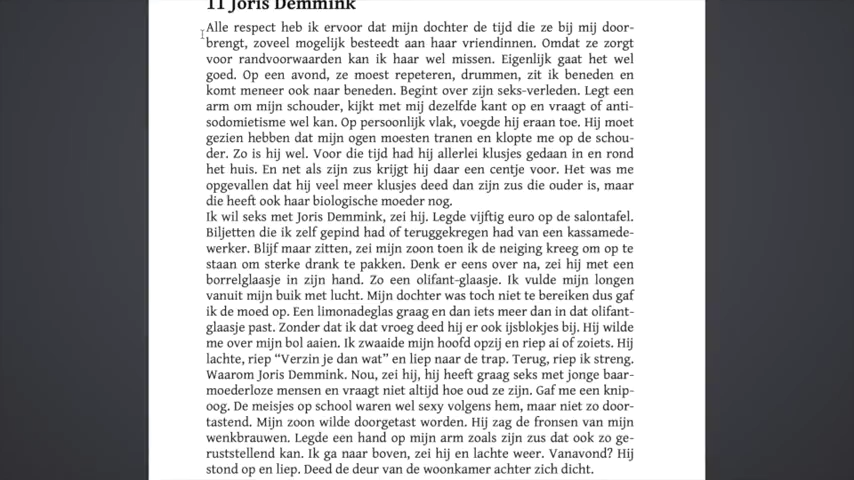 11 Joris Demmink
Alle respect heb ik ervoor dat mijn dochter de tijd die ze bij mij door-
brengt, zoveel mogelijk besteedt aan haar vriendinnen. Omdat ze zorgt
voor randvoorwaarden kan ik haar wel missen. Eigenlijk gaat het wel
goed. Op een avond, ze moest repeteren, drummen, zit ik beneden en
komt meneer ook naar beneden. Begint over zijn seks-verleden. Legt een
arm om mijn schouder, kijkt met mij dezelfde kant op en vraagt of anti-
sodomietisme wel kan. Op persoonlijk vlak, voegde hij eraan toe. Hij moet
gezien hebben dat mijn ogen moesten tranen en klopte me op de schou-
der. Zo is hij wel. Voor die tijd had hij allerlei klusjes gedaan in en rond
het huis. En net als zijn zus krijgt hij daar een centje voor. Het was me
opgevallen dat hij veel meer klusjes deed dan zijn zus die ouder is, maar
die heeft ook haar biologische moeder nog.
Ik wil seks met Joris Demmink, zei hij. Legde vijftig euro op de salontafel.
Biljetten die ik zelf gepind had of teruggekregen had van een kassamede-
werker. Blijf maar zitten, zei mijn zoon toen ik de neiging kreeg om op te
staan om sterke drank te pakken. Denk er eens over na, zei hij met een
borrelglaasje in zijn hand. Zo een olifant-glaasje. Ik vulde mijn longen
vanuit mijn buik met lucht. Mijn dochter was toch niet te bereiken dus gaf
ik de moed op. Een limonadeglas graag en dan iets meer dan in dat olifant-
glaasje past. Zonder dat ik dat vroeg deed hij er ook ijsblokjes bij. Hij wilde
me over mijn bol aaien. Ik zwaaide mijn hoofd opzij en riep ai of zoiets. Hij
lachte, riep “Verzin je dan wat” en liep naar de trap. Terug, riep ik streng.
Waarom Joris Demmink. Nou, zei hij, hij heeft graag seks met jonge baar-
moederloze mensen en vraagt niet altijd hoe oud ze zijn. Gaf me een knip-
oog. De meisjes op school waren wel sexy volgens hem, maar niet zo door-
tastend. Mijn zoon wilde doorgetast worden. Hij zag de fronsen van mijn
wenkbrauwen. Legde een hand op mijn arm zoals zijn zus dat ook zo ge-
ruststellend kan. Ik ga naar boven, zei hij en lachte weer. Vanavond? Hij
stond op en liep. Deed de deur van de woonkamer achter zich dicht.